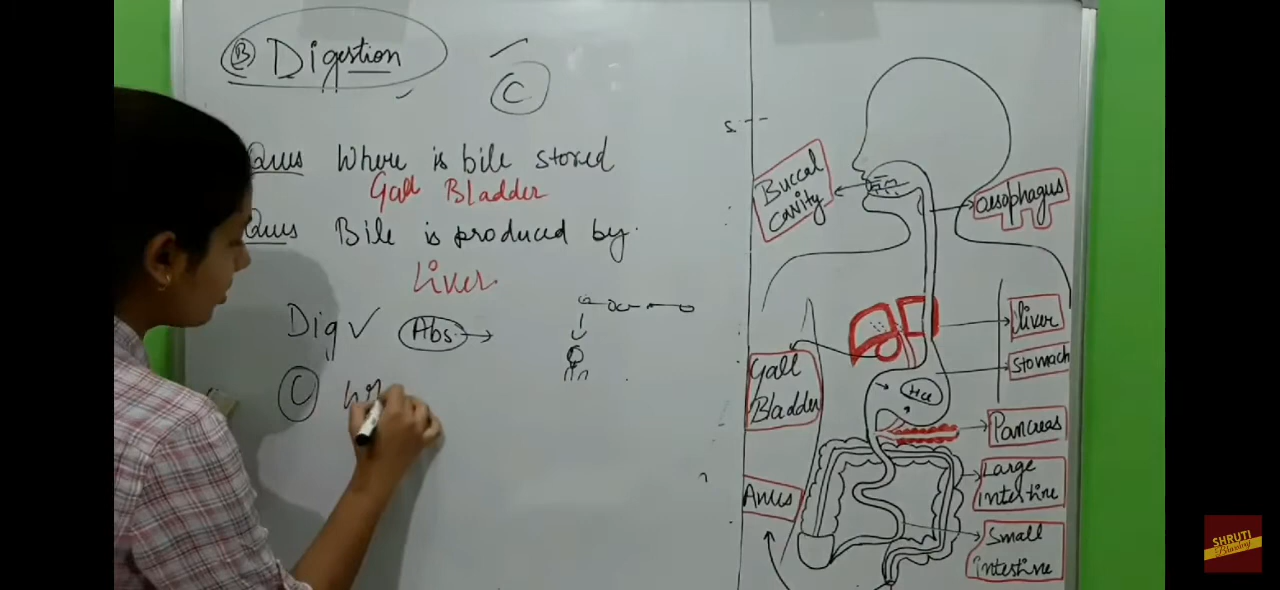 B Digestion
C
Ques Where is bile stored
Gall Bladder
Ques Bile is produced by.
Liver.
Dig ✓ Abs →
C
S
Buccal
cavity
Oesophagus
liver
Stomach
Gall
Bladder
HCl
Pancreas
Large
intestine
Anus
Small
intestine
SHRUTI